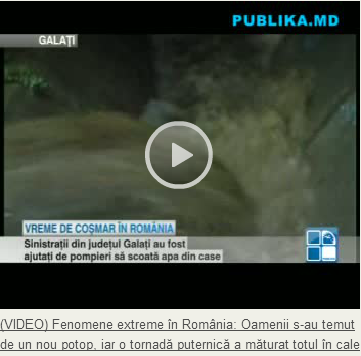 PUBLIKA.MD
GALAȚI
VREME DE COȘMAR ÎN ROMÂNIA
Sinistrații din județul Galați au fost
ajutați de pompieri să scoată apa din case
(VIDEO) Fenomene extreme în România: Oamenii s-au temut
de un nou potop, iar o tornadă puternică a măturat totul în cale